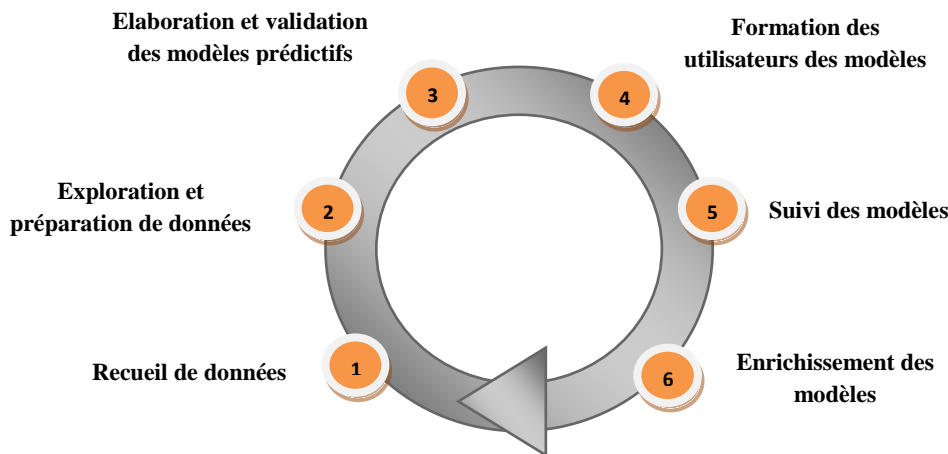 Elaboration et validation
des modèles prédictifs
Formation des
utilisateurs des modèles
3
4
Exploration et
préparation de données
2
5
Suivi des modèles
Recueil de données
1
6
Enrichissement des
modèles